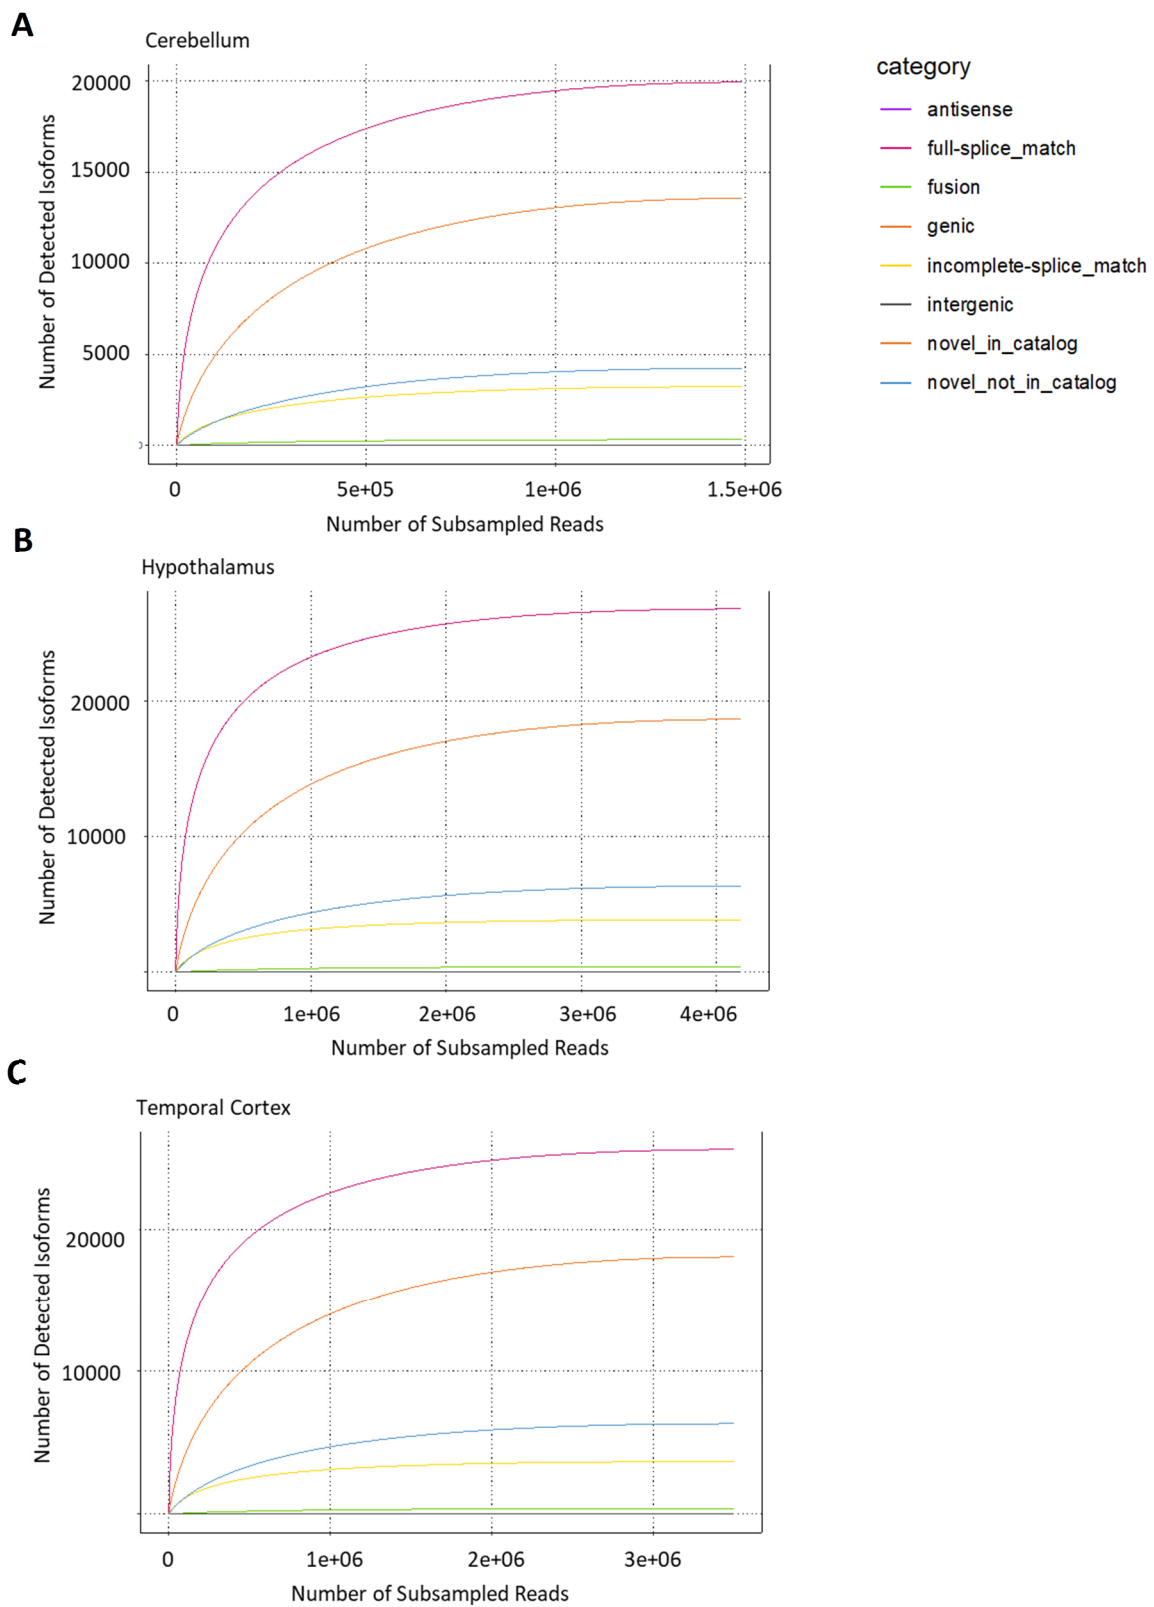 A
Cerebellum
20000
15000
10000
5000
0
0 5e+05 1e+06 1.5e+06
Number of Subsampled Reads
Number of Detected Isoforms
category
antisense
full-splice_match
fusion
genic
incomplete-splice_match
intergenic
novel_in_catalog
novel_not_in_catalog
B
Hypothalamus
20000
10000
0 1e+06 2e+06 3e+06 4e+06
Number of Subsampled Reads
Number of Detected Isoforms
C
Temporal Cortex
20000
10000
0 1e+06 2e+06 3e+06
Number of Subsampled Reads
Number of Detected Isoforms